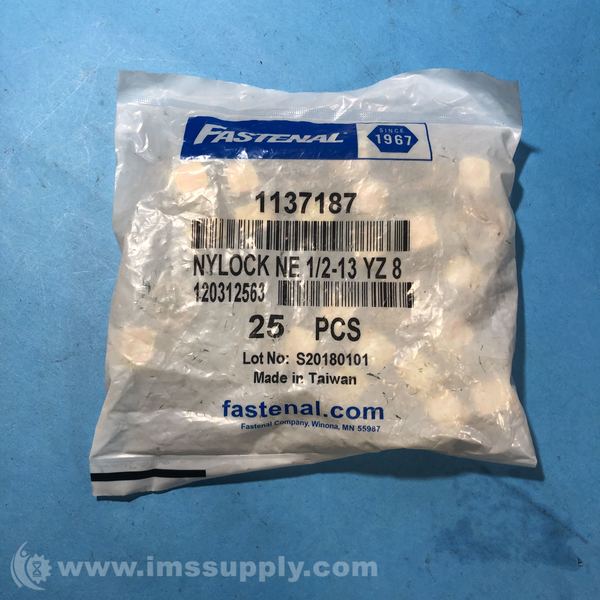 FASTENAL
SINCE
1967
1137187
NYLOCK NE 1/2-13 YZ 8
120312563
25 PCS
Lot No: S20180101
Made in Taiwan
fastenal.com
Fastenal Company, Winona, MN 55987
www.imssupply.com